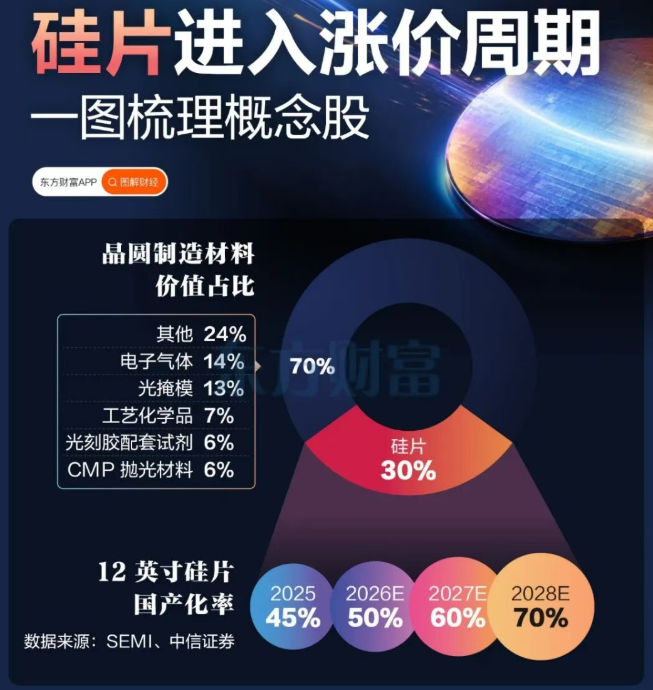 硅片进入涨价周期
一图梳理概念股
东方财富APP 图解财经
晶圆制造材料
价值占比
其他 24%
电子气体 14%
光掩模 13%
工艺化学品 7%
光刻胶配套试剂 6%
CMP 抛光材料 6%
70%
东方财富
硅片
30%
12 英寸硅片
国产化率
2025 2026E 2027E 2028E
45% 50% 60% 70%
数据来源：SEMI、中信证券